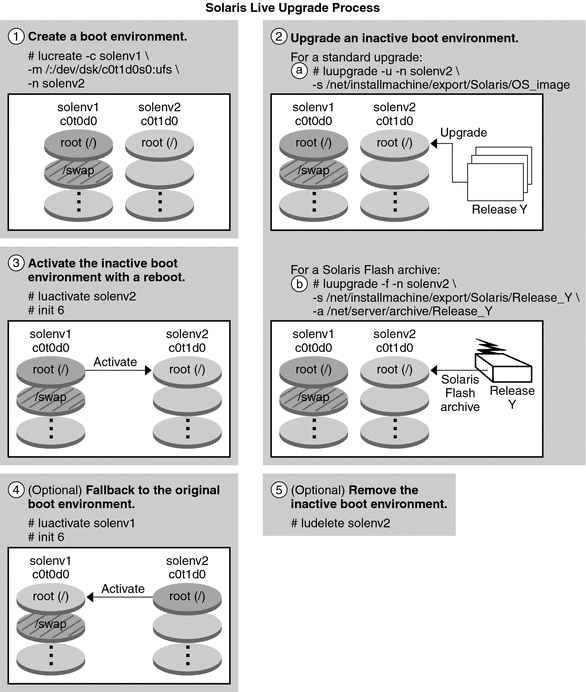 Solaris Live Upgrade Process
1 Create a boot environment.
# lucreate -c solenv1 \
-m /:/dev/dsk/c0t1d0s0:ufs \
-n solenv2
solenv1 solenv2
c0t0d0 c0t1d0
root (/) root (/)
/swap
2 Upgrade an inactive boot environment.
For a standard upgrade:
a # luupgrade -u -n solenv2 \
-s /net/installmachine/export/Solaris/OS_image
solenv1 solenv2
c0t0d0 c0t1d0
root (/) root (/)
/swap
Upgrade
Release Y
For a Solaris Flash archive:
b # luupgrade -f -n solenv2 \
-s /net/installmachine/export/Solaris/Release_Y \
-a /net/server/archive/Release_Y
solenv1 solenv2
c0t0d0 c0t1d0
root (/) root (/)
/swap
Solaris
Flash
archive
Release
Y
3 Activate the inactive boot
environment with a reboot.
# luactivate solenv2
# init 6
solenv1 solenv2
c0t0d0 c0t1d0
root (/) Activate root (/)
/swap
4 (Optional) Fallback to the original
boot environment.
# luactivate solenv1
# init 6
solenv1 solenv2
c0t0d0 c0t1d0
root (/) Activate root (/)
/swap
5 (Optional) Remove the
inactive boot environment.
# ludelete solenv2